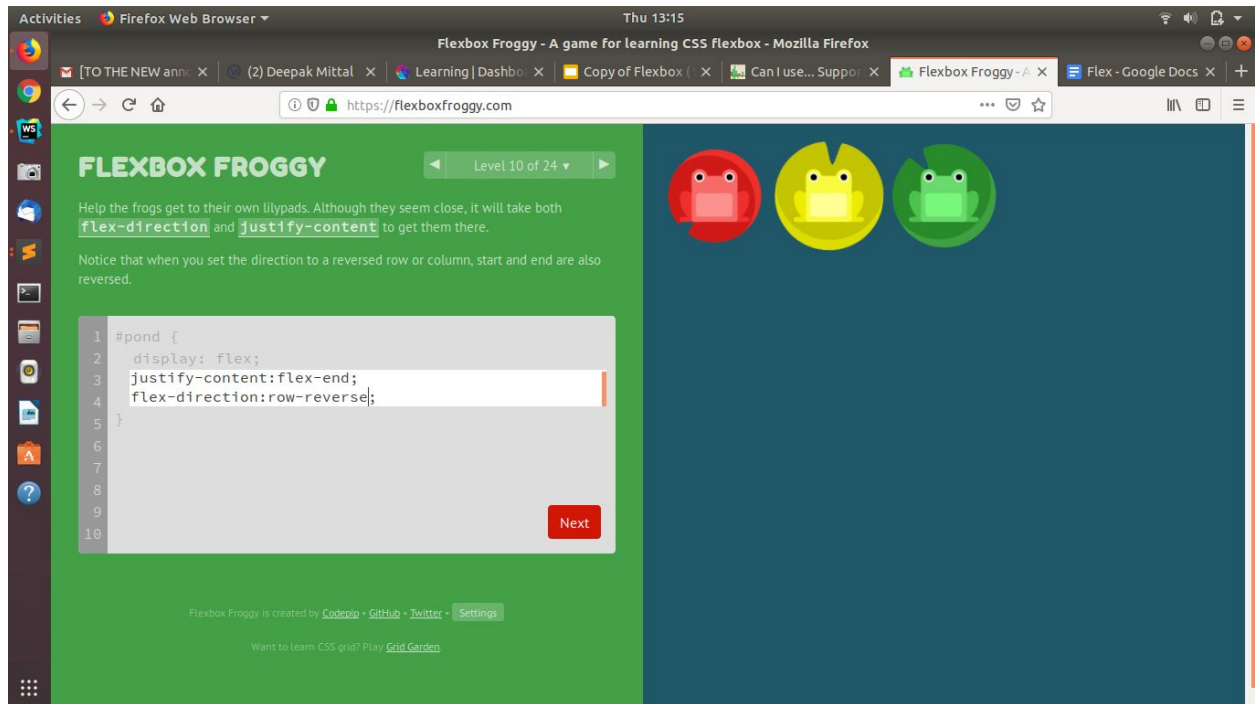 Activities Firefox Web Browser ▾ Thu 13:15
Flexbox Froggy - A game for learning CSS flexbox - Mozilla Firefox
[TO THE NEW ann (2) Deepak Mittal Learning | Dashbo Copy of Flexbox ( Can I use... Suppor Flexbox Froggy - A Flex - Google Docs
https://flexboxfroggy.com
FLEXBOX FROGGY
Level 10 of 24 ▾
Help the frogs get to their own lilypads. Although they seem close, it will take both
flex-direction and justify-content to get them there.
Notice that when you set the direction to a reversed row or column, start and end are also
reversed.
1 #pond {
2 display: flex;
3 justify-content:flex-end;
4 flex-direction:row-reverse;
5 }
6
7
8
9
10
Next
Flexbox Froggy is created by Codepip • GitHub • Twitter • Settings
Want to learn CSS grid? Play Grid Garden.
WS